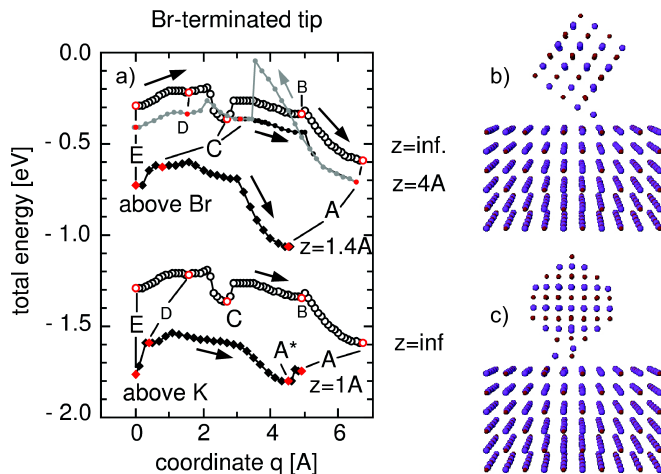 Br-terminated tip
a)
b)
0.0
- 0.5
- 1.0
- 1.5
- 2.0
total energy [eV]
B
D
E
C
A
above Br
z=1.4A
z=inf.
z=4A
c)
E
D
C
B
A*
A
above K
z=1A
z=inf
0
2
4
6
coordinate q [A]